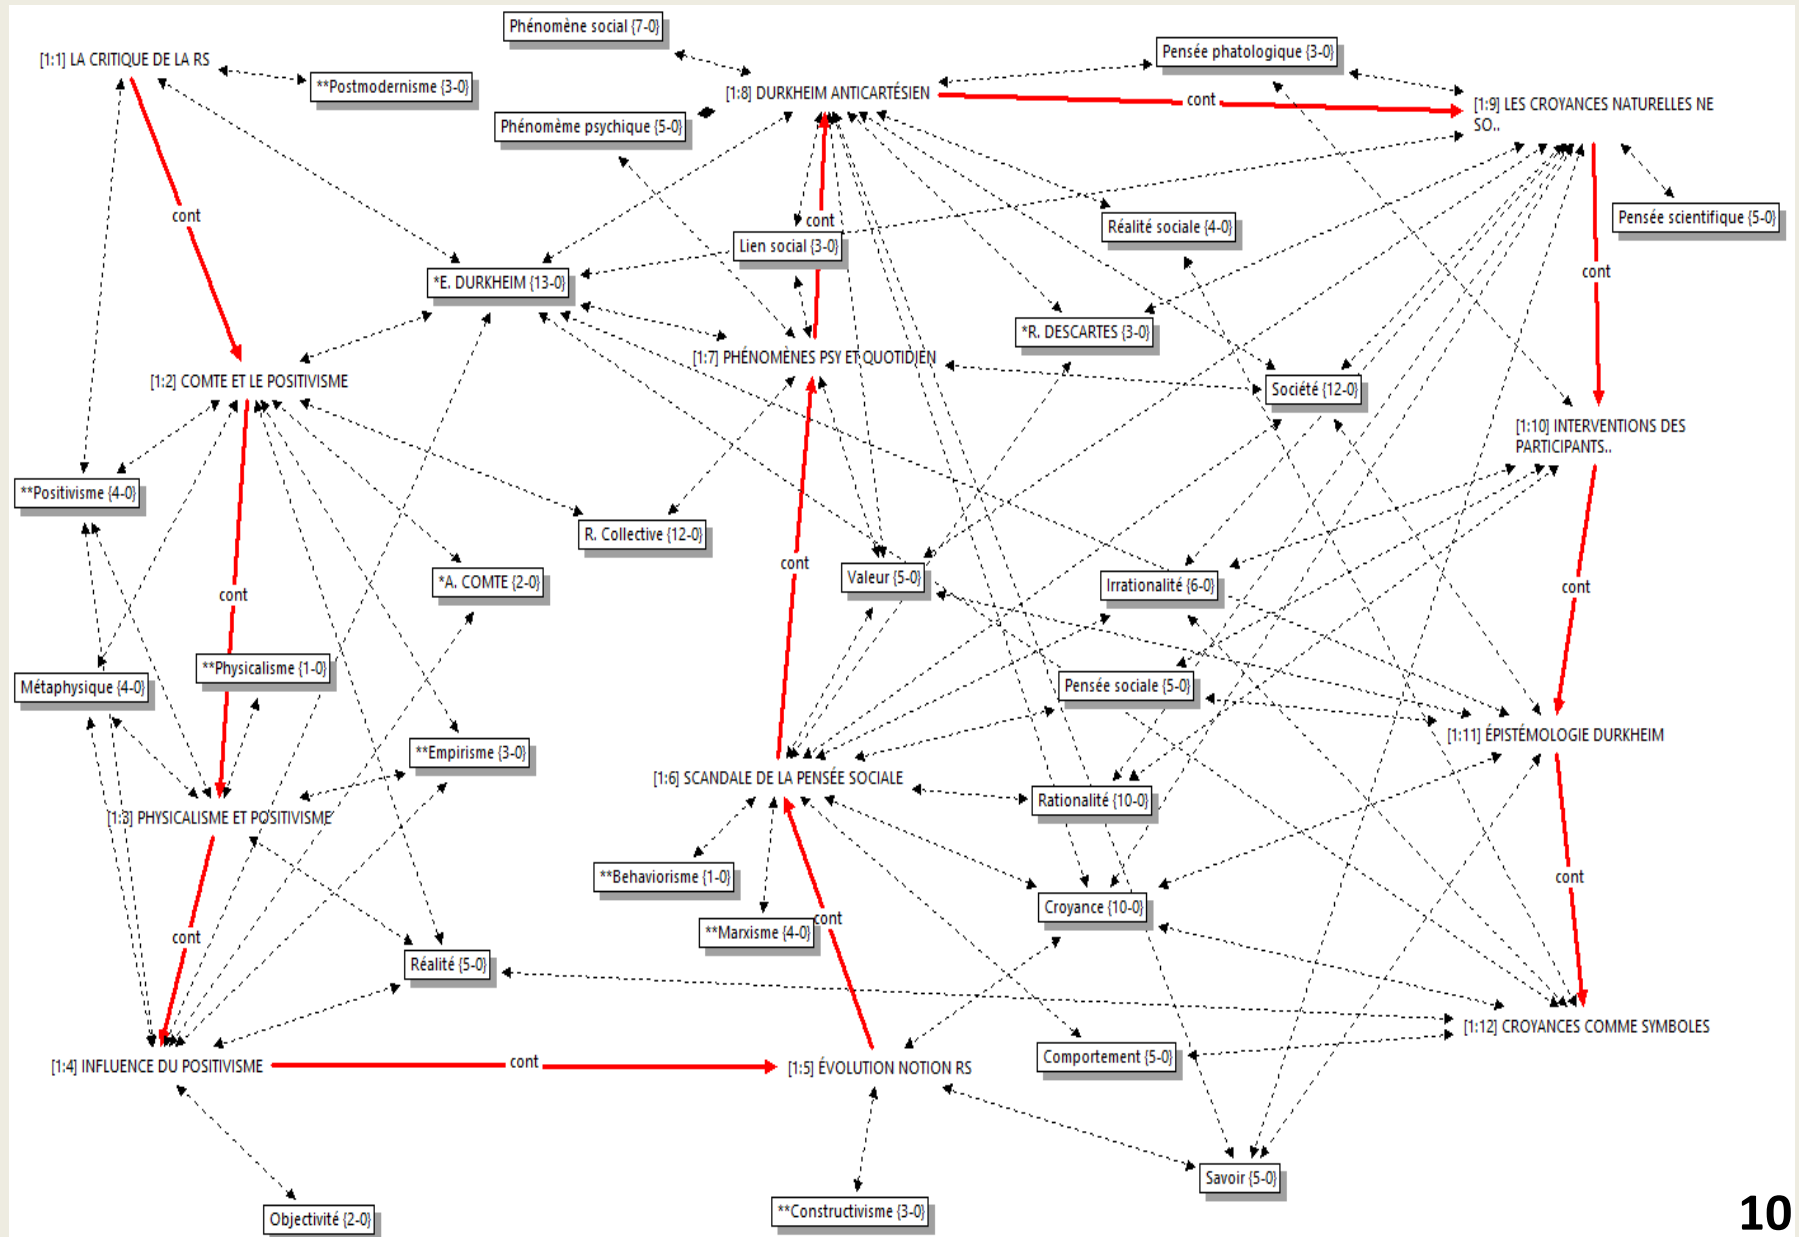 Phénomène social {7-0}
[1:1] LA CRITIQUE DE LA RS
**Postmodernisme {3-0}
Pensée phatologique {3-0}
[1:8] DURKHEIM ANTICARTÉSIEN
cont
[1:9] LES CROYANCES NATURELLES NE
SO..
Phénomème psychique {5-0}
cont
cont
Lien social {3-0}
Réalité sociale {4-0}
Pensée scientifique {5-0}
*E. DURKHEIM {13-0}
cont
*R. DESCARTES {3-0}
[1:7] PHÉNOMÈNES PSY ET QUOTIDIEN
[1:2] COMTE ET LE POSITIVISME
Société {12-0}
[1:10] INTERVENTIONS DES
PARTICIPANTS..
**Positivisme {4-0}
R. Collective {12-0}
cont
*A. COMTE {2-0}
Valeur {5-0}
Irrationalité {6-0}
cont
cont
**Physicalisme {1-0}
Métaphysique {4-0}
Pensée sociale {5-0}
[1:11] ÉPISTÉMOLOGIE DURKHEIM
**Empirisme {3-0}
[1:6] SCANDALE DE LA PENSÉE SOCIALE
Rationalité {10-0}
[1:3] PHYSICALISME ET POSITIVISME
**Behaviorisme {1-0}
cont
Croyance {10-0}
**Marxisme {4-0}
cont
cont
Réalité {5-0}
[1:12] CROYANCES COMME SYMBOLES
Comportement {5-0}
[1:4] INFLUENCE DU POSITIVISME
cont
[1:5] ÉVOLUTION NOTION RS
Savoir {5-0}
Objectivité {2-0}
**Constructivisme {3-0}
10